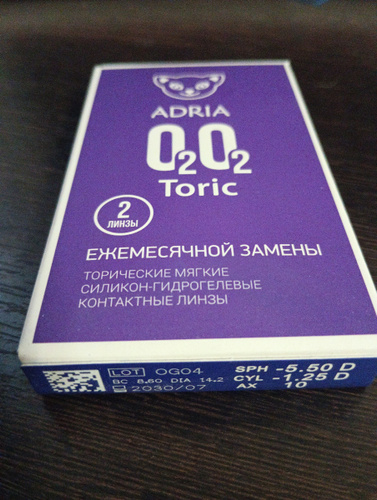 ADRIA
O2O2
Toric
2
ЛИНЗЫ
ЕЖЕМЕСЯЧНОЙ ЗАМЕНЫ
ТОРИЧЕСКИЕ МЯГКИЕ
СИЛИКОН-ГИДРОГЕЛЕВЫЕ
КОНТАКТНЫЕ ЛИНЗЫ
LOT OG04 SPH -5.50 D
BC 8.60 DIA 14.2 CYL -1.25 D
2030/07 AX 10